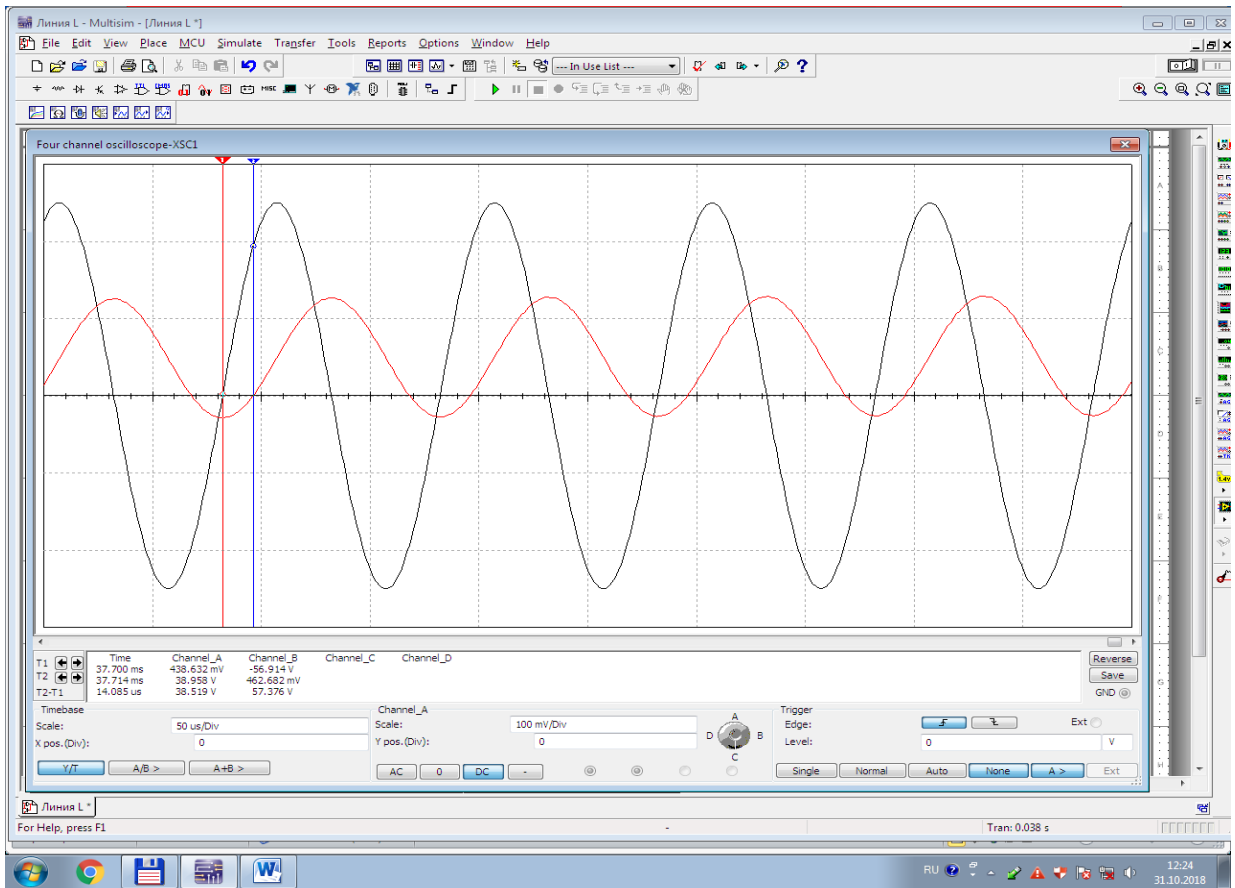 Линия L - Multisim - [Линия L *]
File Edit View Place MCU Simulate Transfer Tools Reports Options Window Help
--- In Use List ---
MISC
Four channel oscilloscope-XSC1
Time Channel_A Channel_B Channel_C Channel_D
T1 37.700 ms 438.632 mV -56.914 V
T2 37.714 ms 38.958 V 462.682 mV
T2-T1 14.085 us 38.519 V 57.376 V
Reverse
Save
GND
Timebase
Scale: 50 us/Div
X pos.(Div): 0
Y/T A/B > A+B >
Channel_A
Scale: 100 mV/Div
Y pos.(Div): 0
AC 0 DC -
A
D B
C
Trigger
Edge: Ext
Level: 0 V
Single Normal Auto None A > Ext
Линия L *
For Help, press F1
-
Tran: 0.038 s
RU
12:24
31.10.2018